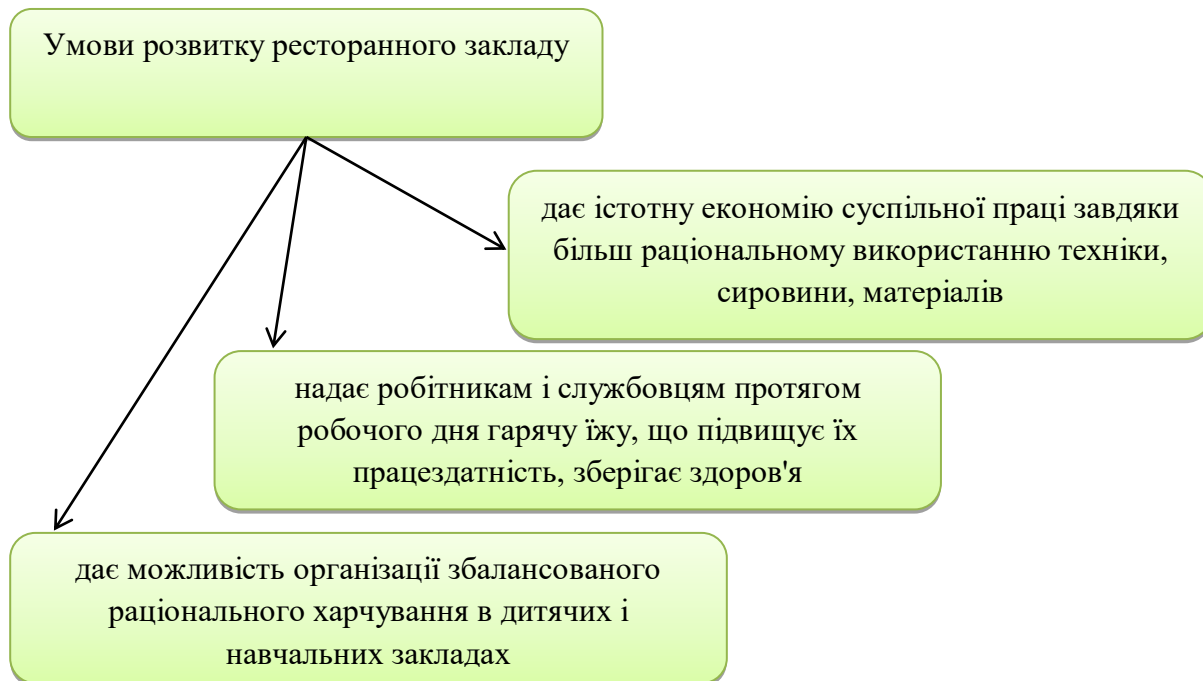 Умови розвитку ресторанного закладу
дає істотну економію суспільної праці завдяки
більш раціональному використанню техніки,
сировини, матеріалів
надає робітникам і службовцям протягом
робочого дня гарячу їжу, що підвищує їх
працездатність, зберігає здоров'я
дає можливість організації збалансованого
раціонального харчування в дитячих і
навчальних закладах